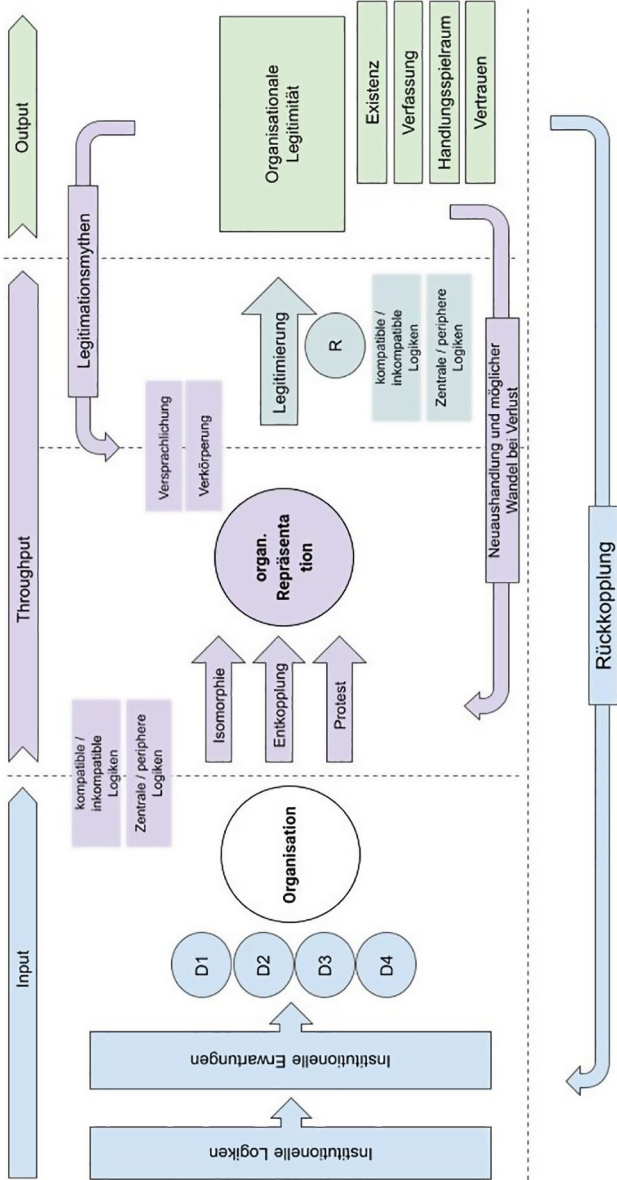 Input
Throughput
Output
Institutionelle Logiken
Institutionelle Erwartungen
D1
D2
D3
D4
Organisation
kompatible /
inkompatible
Logiken
Zentrale / periphere
Logiken
Isomorphie
Entkopplung
Protest
organ.
Repräsenta
tion
Versprachlichung
Verkörperung
Legitimationsmythen
Legitimierung
R
kompatible /
inkompatible
Logiken
Zentrale / periphere
Logiken
Organisationale
Legitimität
Existenz
Verfassung
Handlungsspielraum
Vertrauen
Neuaushandlung und möglicher
Wandel bei Verlust
Rückkopplung